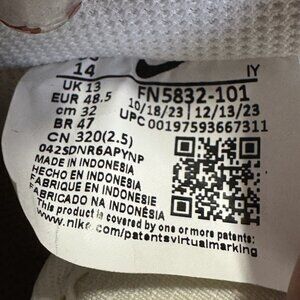 14 IY
UK 13 FN5832-101
EUR 48.5 10/18/23 12/13/23
cm 32 UPC 00197593667311
BR 47
CN 320(2.5)
042SDNR6APYNP
MADE IN INDONESIA
HECHO EN INDONESIA
FABRIQUE EN INDONESIE
FABRICADO NA INDONÉSIA
This product is covered by one or more patents:
www.nike.com/patentsvirtualmarking